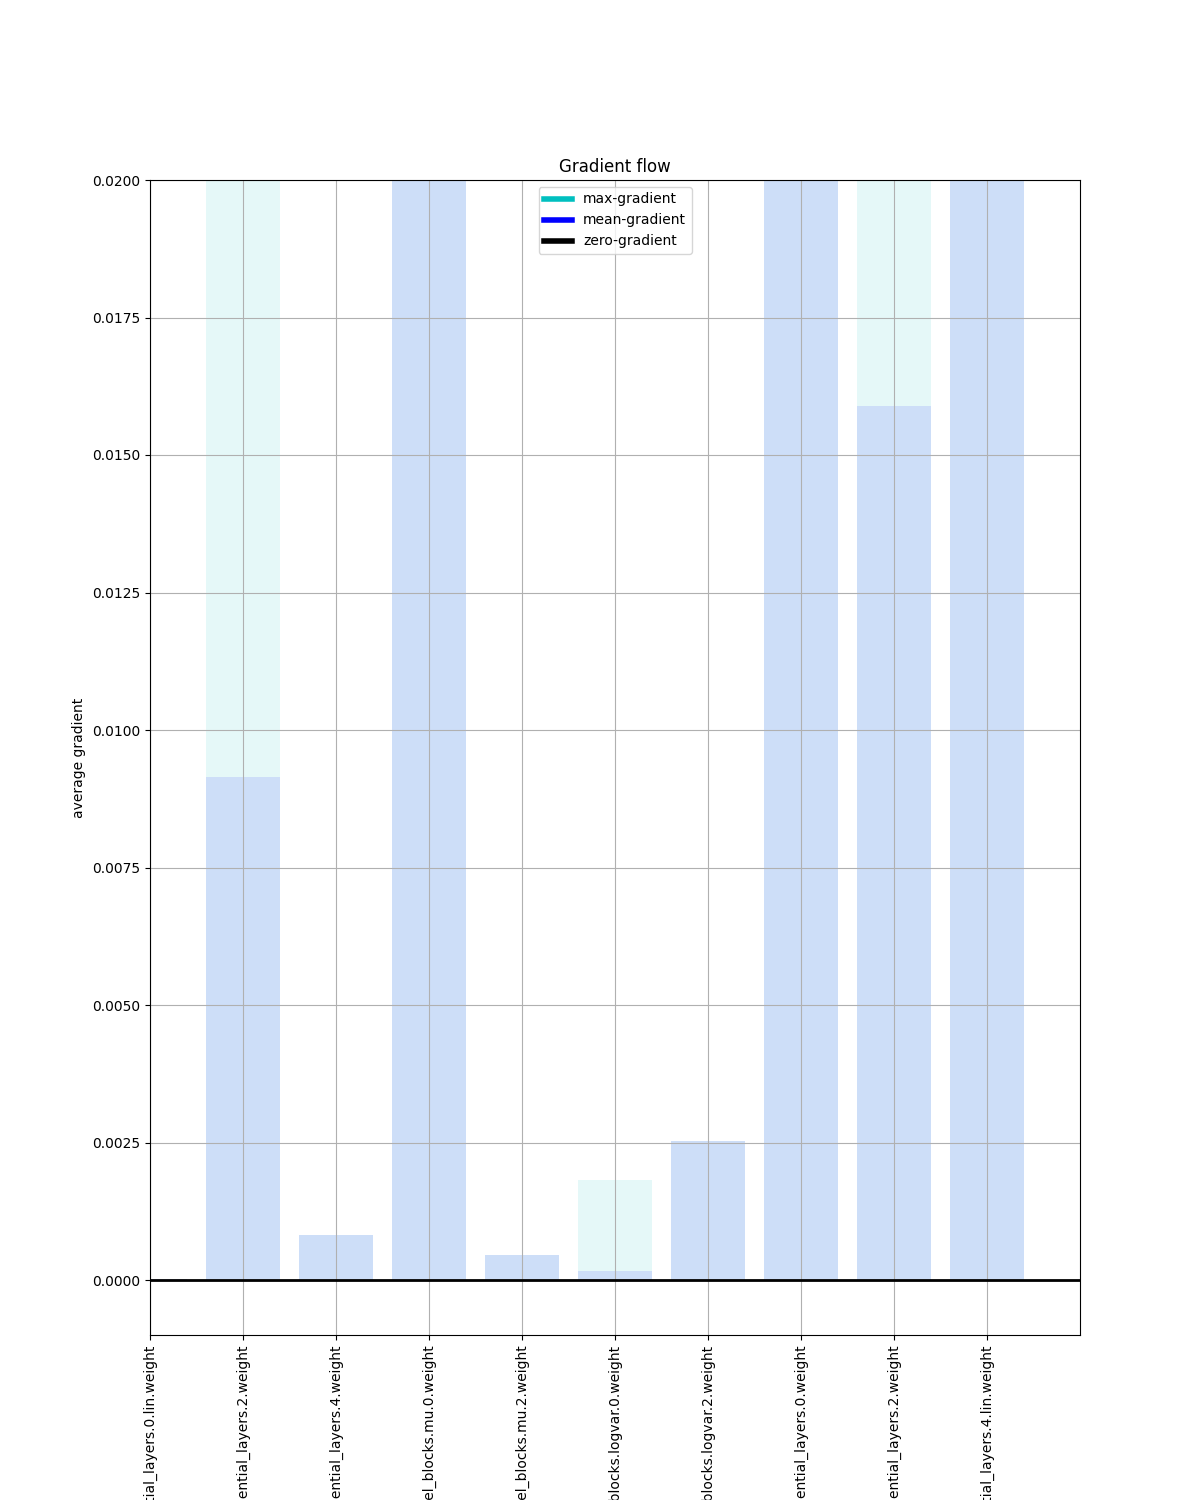 Gradient flow
max-gradient
mean-gradient
zero-gradient
0.0200
0.0175
0.0150
0.0125
0.0100
0.0075
0.0050
0.0025
0.0000
average gradient
tial_layers.0.lin.weight
ential_layers.2.weight
ential_layers.4.weight
el_blocks.mu.0.weight
el_blocks.mu.2.weight
blocks.logvar.0.weight
blocks.logvar.2.weight
ential_layers.0.weight
ential_layers.2.weight
tial_layers.4.lin.weight